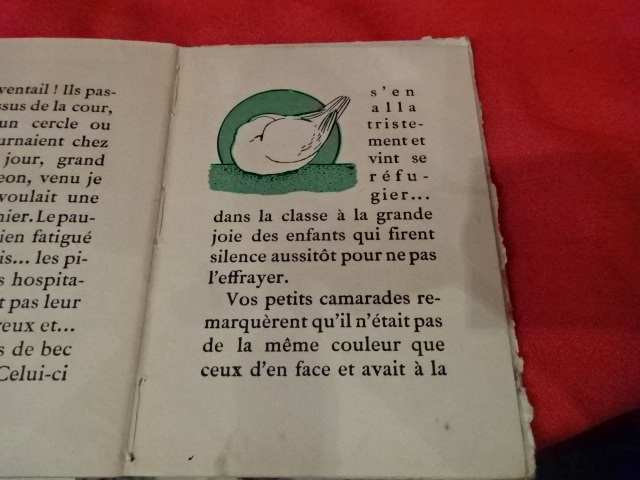 ventail ! Ils pas-
ssus de la cour,
un cercle ou
urnaient chez
jour, grand
eon, venu je
voulait une
nier. Le pau-
ien fatigué
is... les pi-
s hospita-
t pas leur
reux et...
s de bec
Celui-ci
s'en
alla
triste-
ment et
vint se
réfu-
gier...
dans la classe à la grande
joie des enfants qui firent
silence aussitôt pour ne pas
l'effrayer.
Vos petits camarades re-
marquèrent qu'il n'était pas
de la même couleur que
ceux d'en face et avait à la